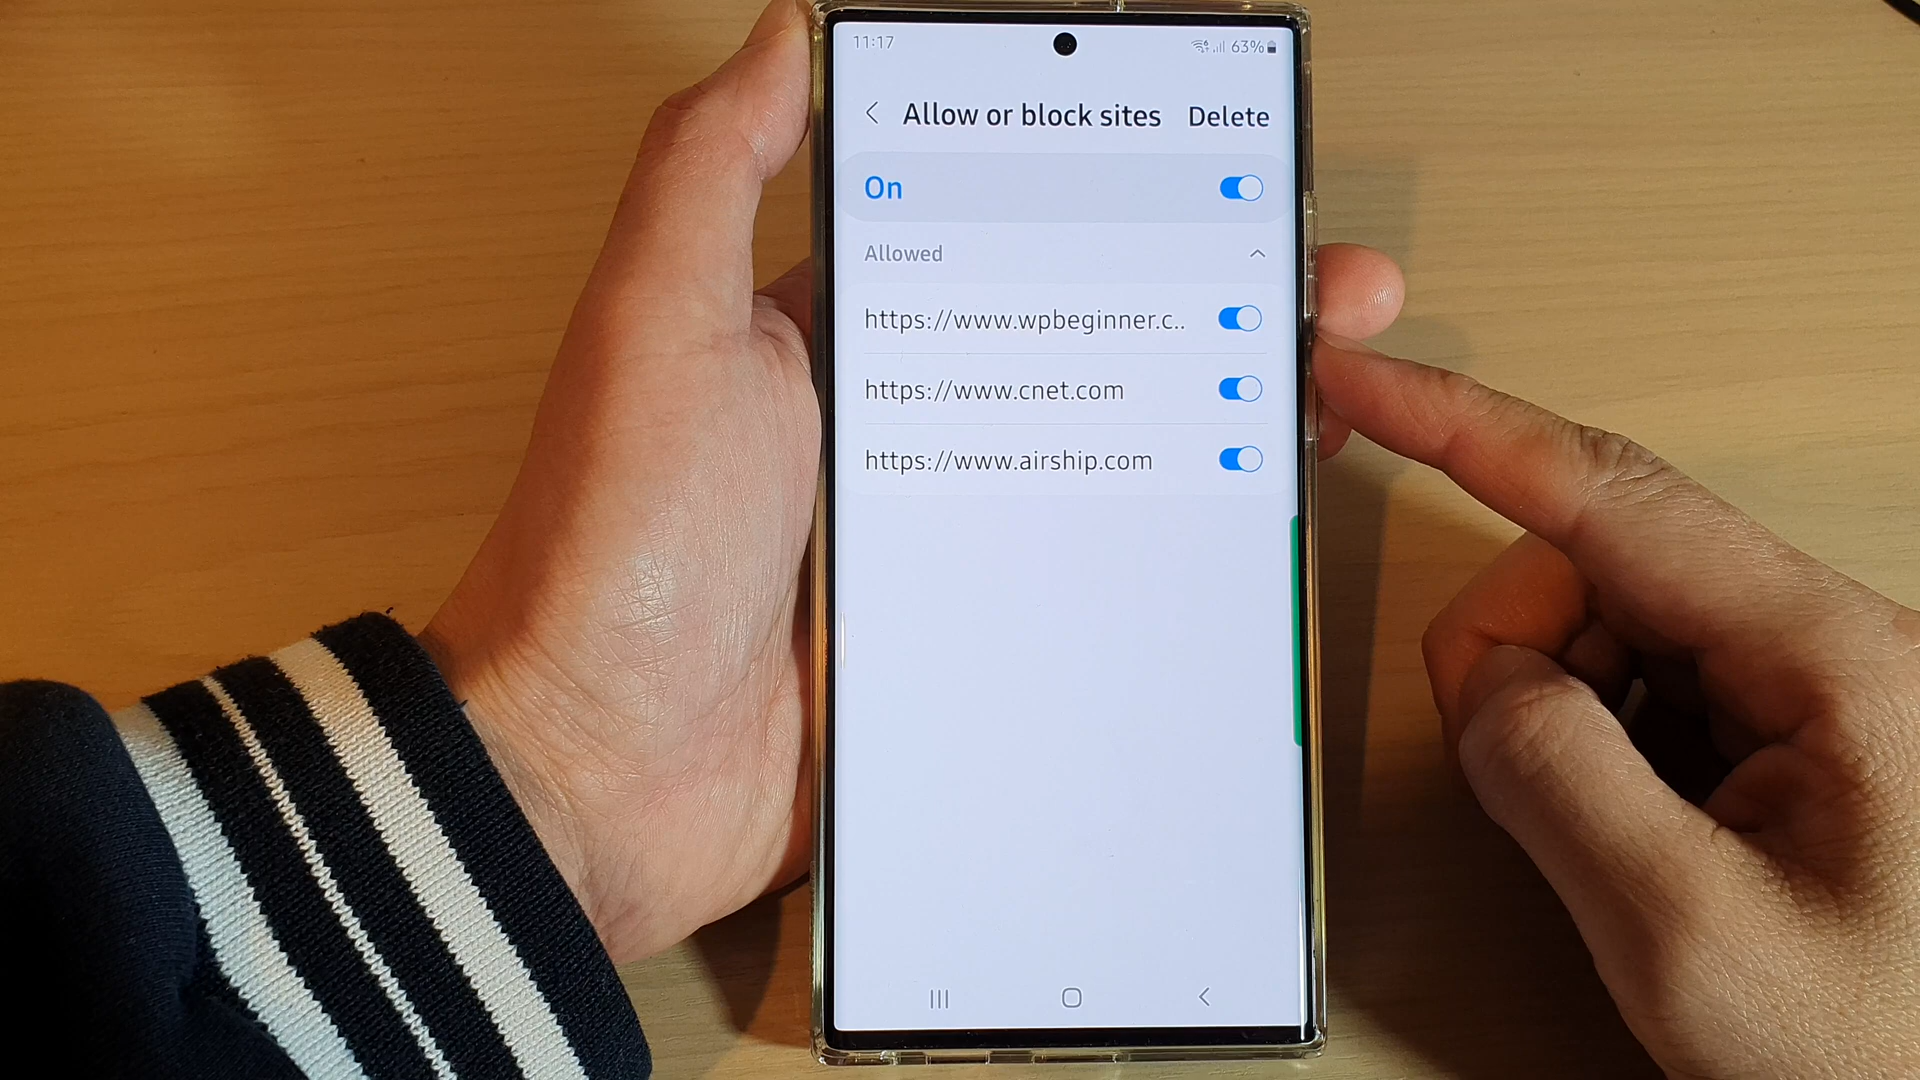 11:17
63%
Allow or block sites
Delete
On
Allowed
https://www.wpbeginner.c..
https://www.cnet.com
https://www.airship.com